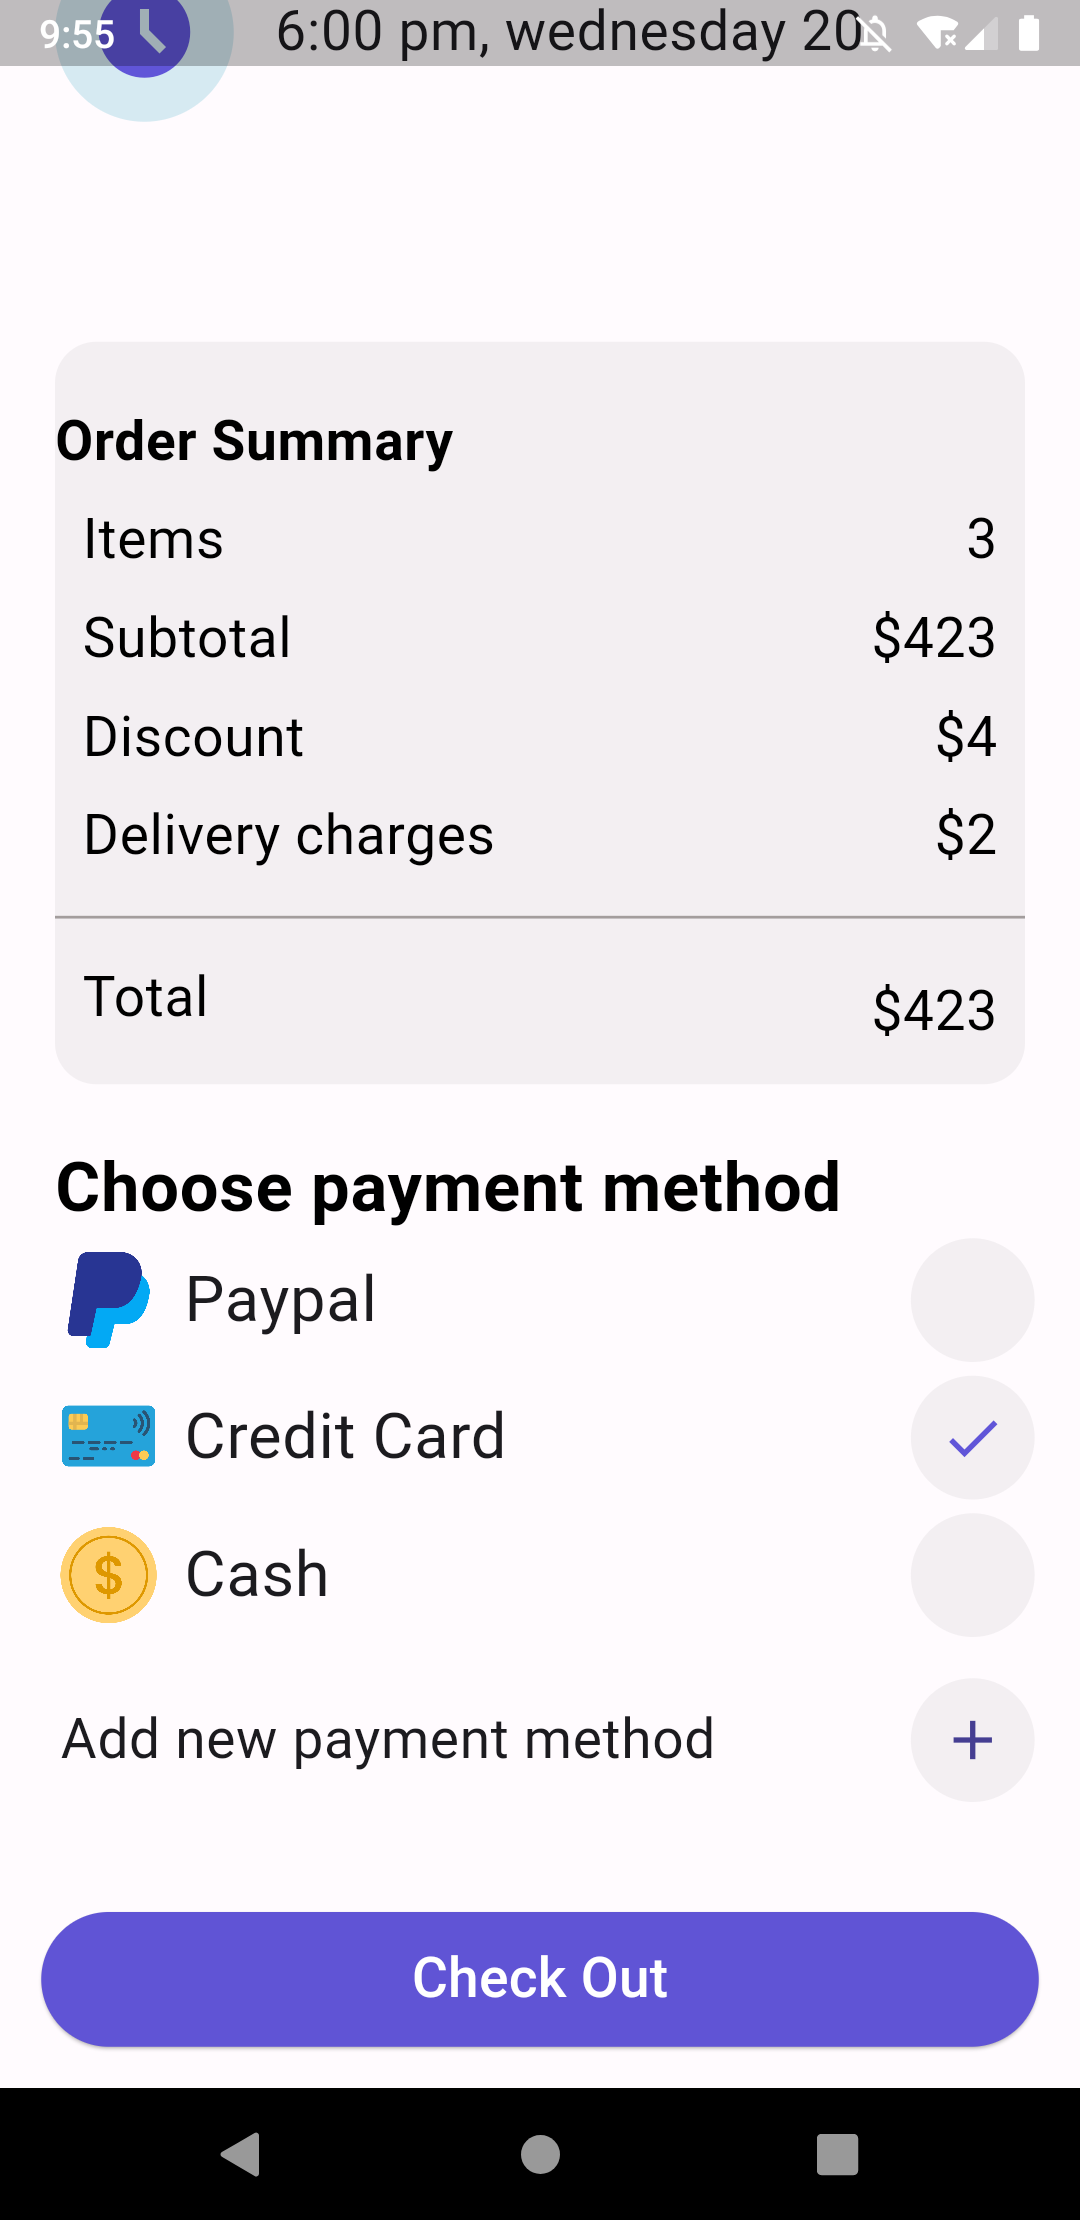 9:55
6:00 pm, wednesday 20
Order Summary
Items 3
Subtotal $423
Discount $4
Delivery charges $2
Total $423
Choose payment method
Paypal
Credit Card
$ Cash
Add new payment method
Check Out